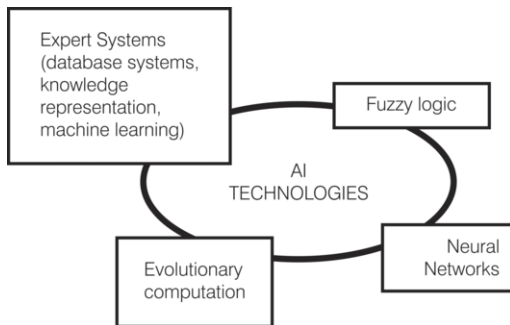 Expert Systems
(database systems,
knowledge
representation,
machine learning)
Fuzzy logic
AI
TECHNOLOGIES
Evolutionary
computation
Neural
Networks